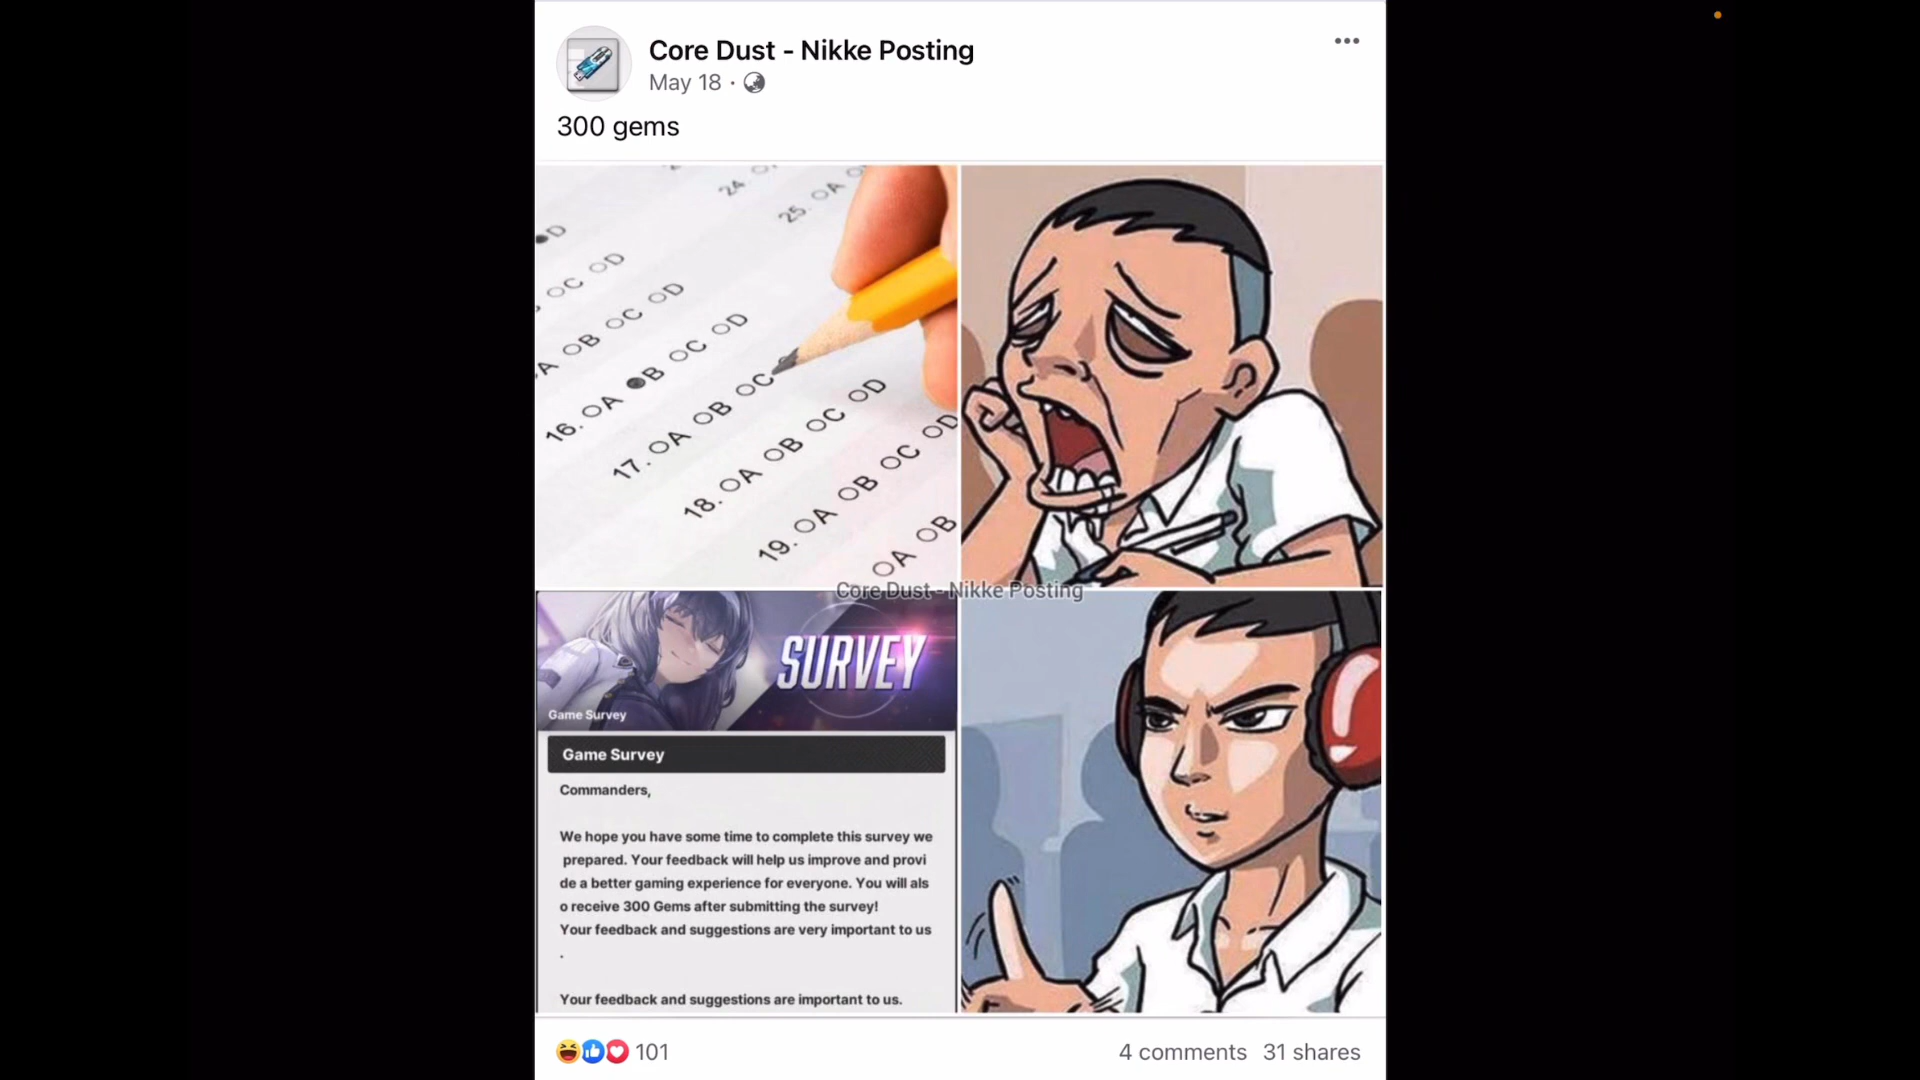 Core Dust - Nikke Posting
May 18 ·
300 gems
24
25. OA
D
OC OD
A OB OC OD
16. OA B OC OD
17. OA OB OC
18. OA OB OC OD
19. OA OB OC OD
OA OB
Core Dust - Nikke Posting
SURVEY
Game Survey
Game Survey
Commanders,
We hope you have some time to complete this survey we
prepared. Your feedback will help us improve and provi
de a better gaming experience for everyone. You will als
o receive 300 Gems after submitting the survey!
Your feedback and suggestions are very important to us
.
Your feedback and suggestions are important to us.
101
4 comments 31 shares